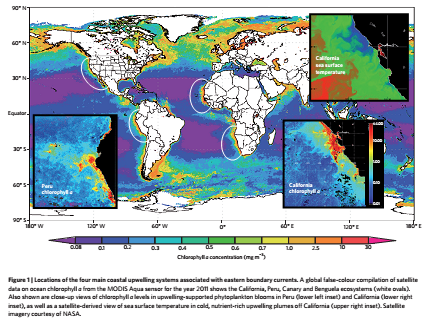 90° N
60° N
30° N
Equator
30° S
60° S
90° S
180° W
120° W
60° W
0°
60° E
120° E
180° E
California
sea surface
temperature
Peru
chlorophyll a
California
chlorophyll a
0.08 0.1 0.2 0.3 0.4 0.5 0.6 0.7 1.0 2.5 10 30
Chlorophyll a concentration (mg m⁻³)
Figure 1 | Locations of the four main coastal upwelling systems associated with eastern boundary currents. A global false-colour compilation of satellite
data on ocean chlorophyll a from the MODIS Aqua sensor for the year 2011 shows the California, Peru, Canary and Benguela ecosystems (white ovals).
Also shown are close-up views of chlorophyll a levels in upwelling-supported phytoplankton blooms in Peru (lower left inset) and California (lower right
inset), as well as a satellite-derived view of sea surface temperature in cold, nutrient-rich upwelling plumes off California (upper right inset). Satellite
imagery courtesy of NASA.